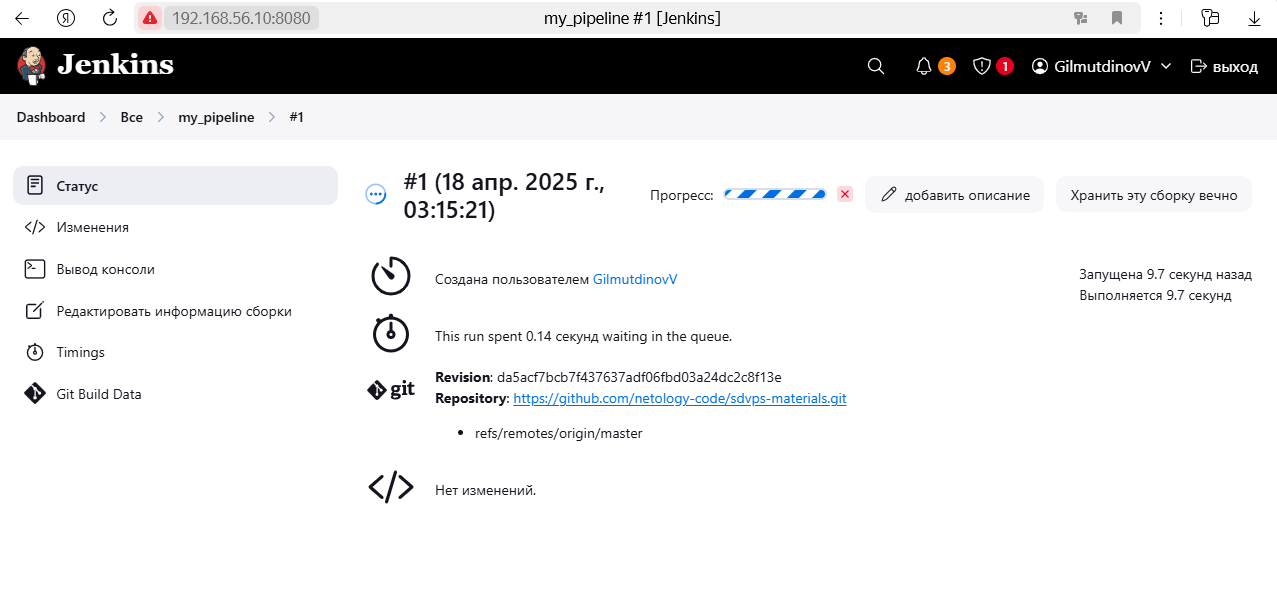 192.168.56.10:8080
my_pipeline #1 [Jenkins]
Jenkins
3
1
GilmutdinovV
выход
Dashboard
Все
my_pipeline
#1
Статус
Изменения
Вывод консоли
Редактировать информацию сборки
Timings
Git Build Data
#1 (18 апр. 2025 г.,
03:15:21)
Прогресс:
добавить описание
Хранить эту сборку вечно
Создана пользователем GilmutdinovV
Запущена 9.7 секунд назад
Выполняется 9.7 секунд
This run spent 0.14 секунд waiting in the queue.
git
Revision: da5acf7bcb7f437637adf06fbd03a24dc2c8f13e
Repository: https://github.com/netology-code/sdvps-materials.git
refs/remotes/origin/master
Нет изменений.